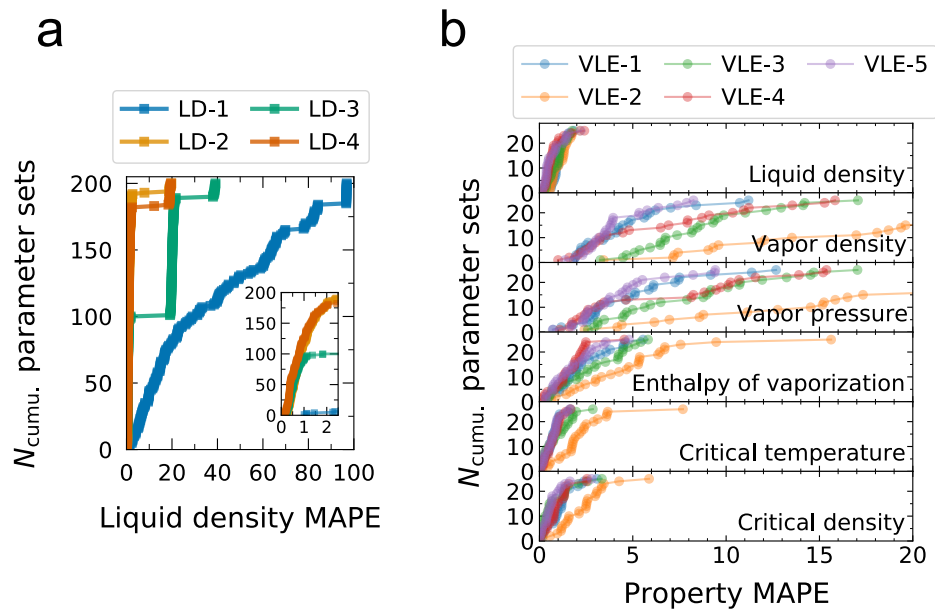 a
LD-1
LD-3
LD-2
LD-4
N_cumu. parameter sets
200
150
100
50
0
200
150
100
50
0
0 1 2
0 20 40 60 80 100
Liquid density MAPE
b
VLE-1
VLE-3
VLE-5
VLE-2
VLE-4
N_cumu. parameter sets
20
10
0
Liquid density
20
10
0
Vapor density
20
10
0
Vapor pressure
20
10
0
Enthalpy of vaporization
20
10
0
Critical temperature
20
10
0
Critical density
0 5 10 15 20
Property MAPE